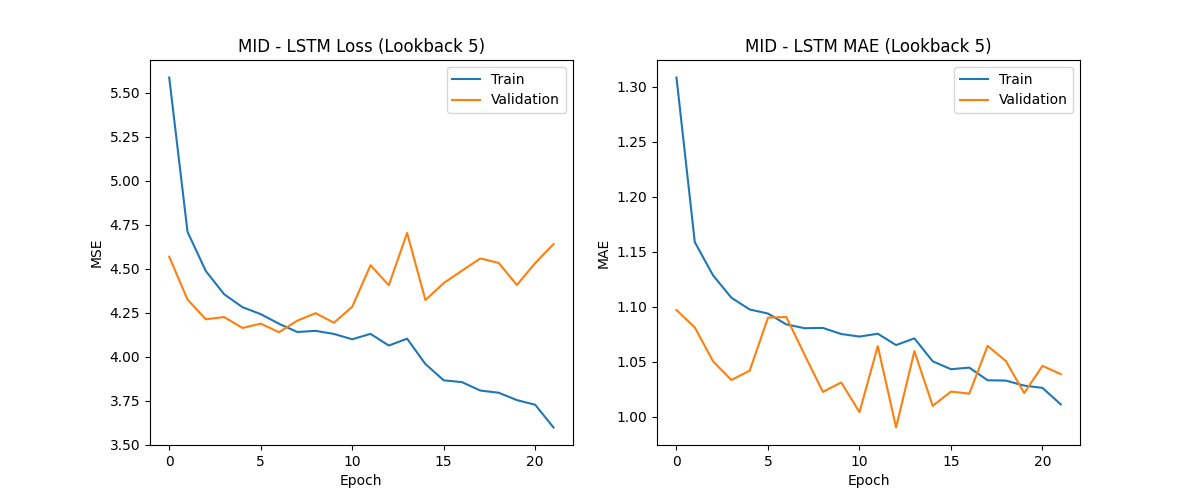 MID - LSTM Loss (Lookback 5)
Train
Validation
MSE
5.50
5.25
5.00
4.75
4.50
4.25
4.00
3.75
3.50
0 5 10 15 20
Epoch
MID - LSTM MAE (Lookback 5)
Train
Validation
MAE
1.30
1.25
1.20
1.15
1.10
1.05
1.00
0 5 10 15 20
Epoch